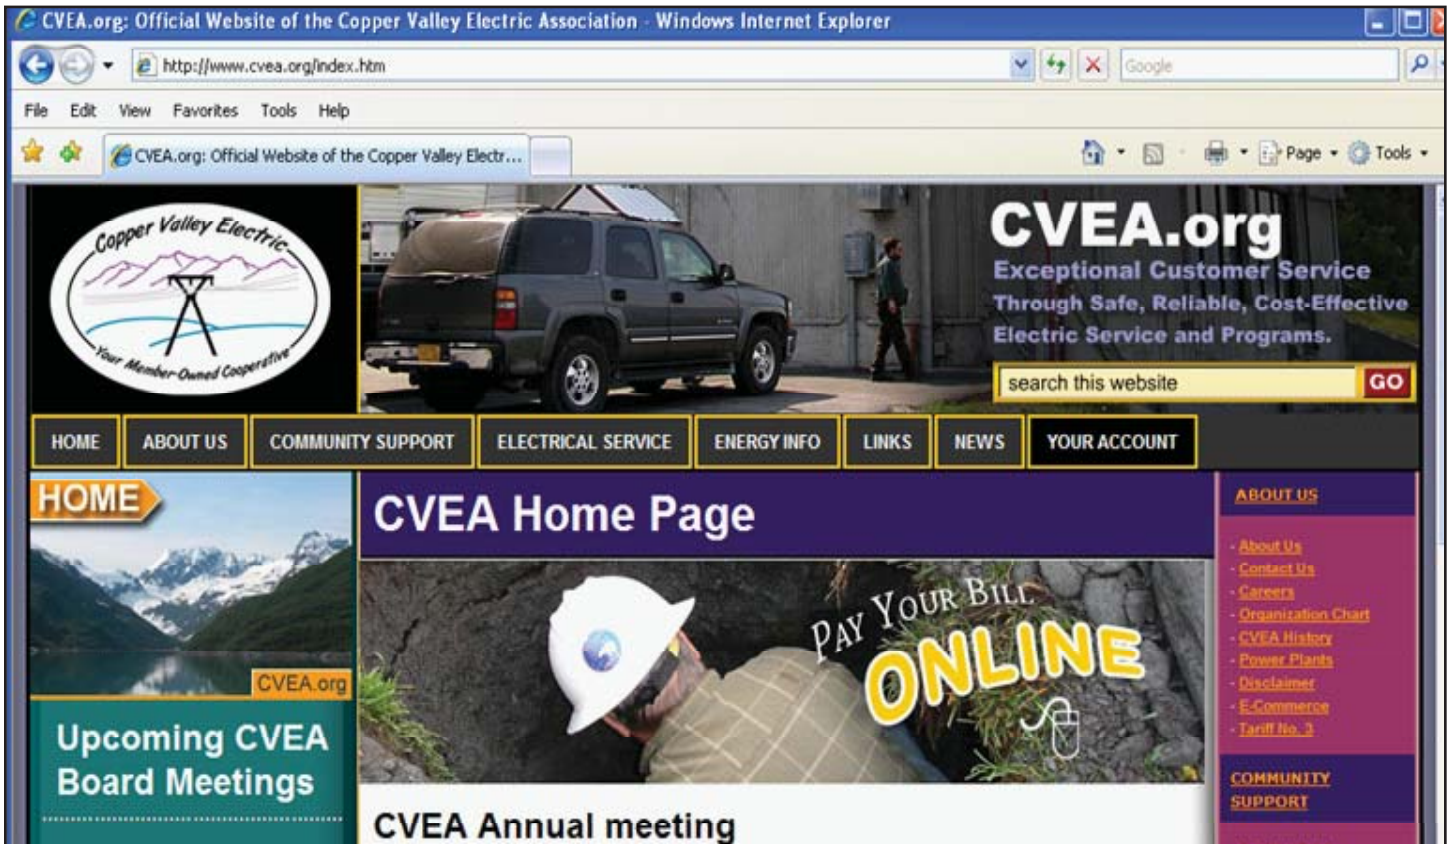 CVEA.org: Official Website of the Copper Valley Electric Association - Windows Internet Explorer
http://www.cvea.org/index.htm
Google
File Edit View Favorites Tools Help
CVEA.org: Official Website of the Copper Valley Electr...
Page Tools
Copper Valley Electric
Your Member-Owned Cooperative
CVEA.org
Exceptional Customer Service
Through Safe, Reliable, Cost-Effective
Electric Service and Programs.
search this website GO
HOME ABOUT US COMMUNITY SUPPORT ELECTRICAL SERVICE ENERGY INFO LINKS NEWS YOUR ACCOUNT
HOME
CVEA.org
Upcoming CVEA
Board Meetings
CVEA Home Page
PAY YOUR BILL
ONLINE
CVEA Annual meeting
ABOUT US
- About Us
- Contact Us
- Careers
- Organization Chart
- CVEA History
- Power Plants
- Disclaimer
- E-Commerce
- Tariff No. 3
COMMUNITY
SUPPORT